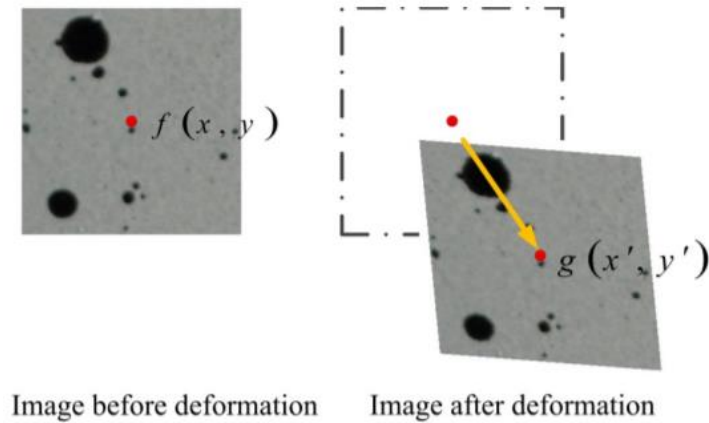 f (x, y)
g (x′, y′)
Image before deformation
Image after deformation